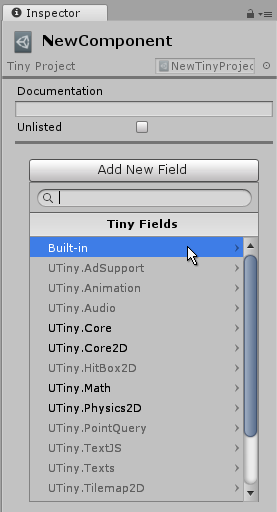 Inspector
NewComponent
Tiny Project
NewTinyProjec
Documentation
Unlisted
Add New Field
Tiny Fields
Built-in
UTiny.AdSupport
UTiny.Animation
UTiny.Audio
UTiny.Core
UTiny.Core2D
UTiny.HitBox2D
UTiny.Math
UTiny.Physics2D
UTiny.PointQuery
UTiny.TextJS
UTiny.Texts
UTiny.Tilemap2D